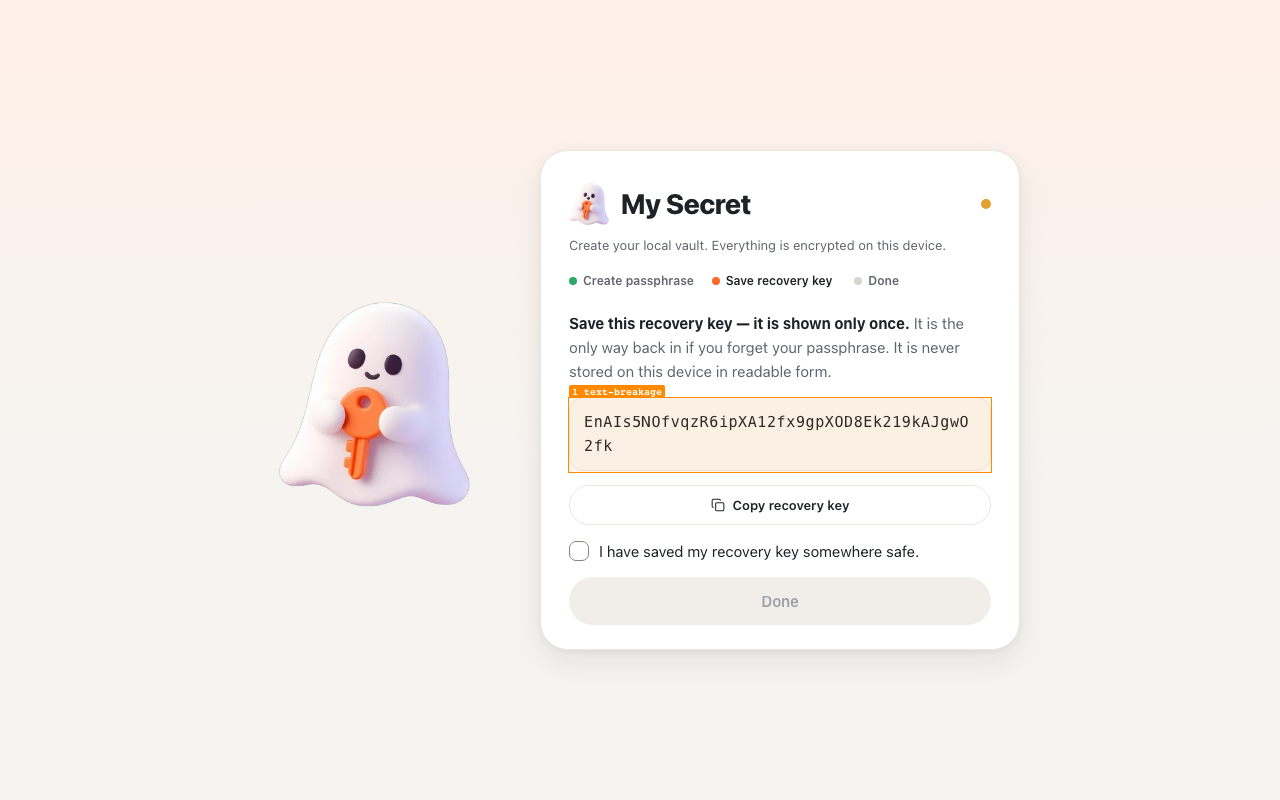 My Secret
Create your local vault. Everything is encrypted on this device.
Create passphrase Save recovery key Done
Save this recovery key — it is shown only once. It is the
only way back in if you forget your passphrase. It is never
stored on this device in readable form.
1 text-breakage
EnAIs5NOfvqzR6ipXA12fx9gpXOD8Ek219kAJgwO
2fk
Copy recovery key
I have saved my recovery key somewhere safe.
Done